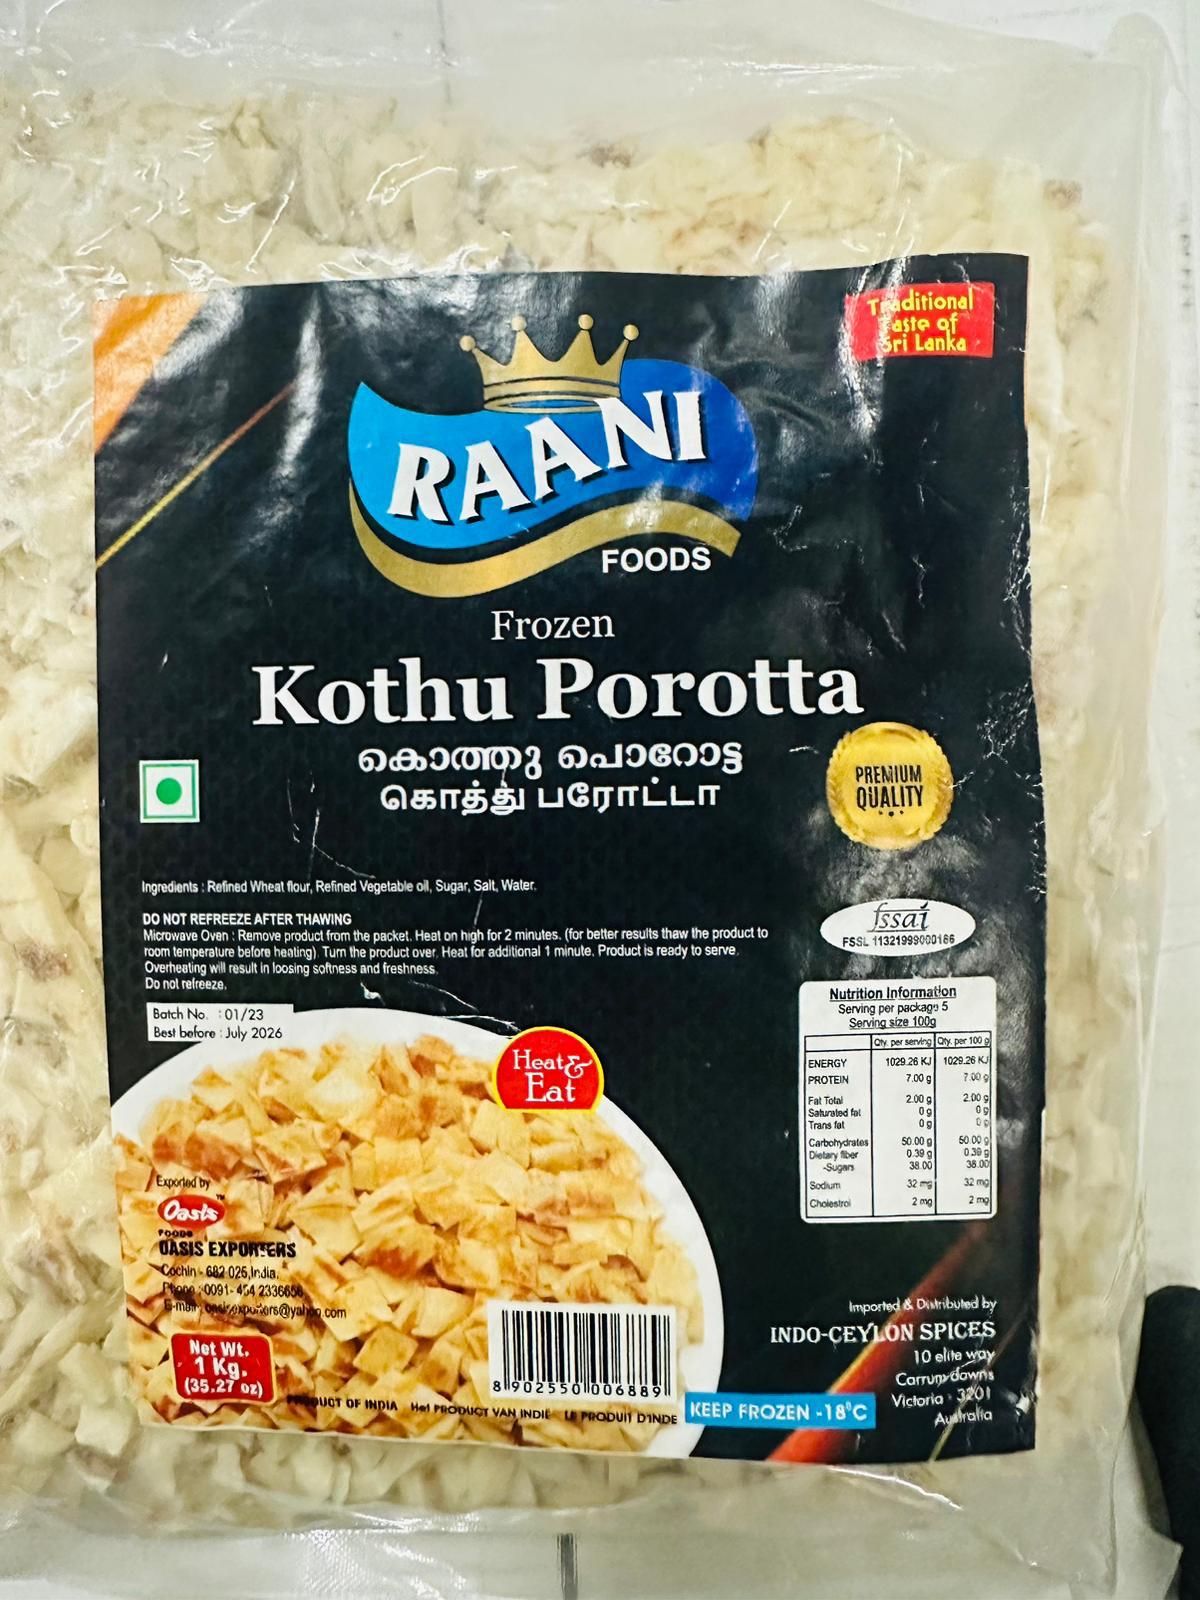 Traditional
Taste of
Sri Lanka
RAANI
FOODS
Frozen
Kothu Porotta
കൊത്തു പൊറോട്ട
கொத்து பரோட்டா
PREMIUM
QUALITY
Ingredients : Refined Wheat flour, Refined Vegetable oil, Sugar, Salt, Water.
DO NOT REFREEZE AFTER THAWING
Microwave Oven : Remove product from the packet. Heat on high for 2 minutes. (for better results thaw the product to
room temperature before heating). Turn the product over. Heat for additional 1 minute. Product is ready to serve.
Overheating will result in loosing softness and freshness.
Do not refreeze.
fssai
FSSL 11321999000166
Batch No. : 01/23
Best before : July 2026
Heat &
Eat
Nutrition Information
Serving per package 5
Serving size 100g
Qty. per serving Qty. per 100 g
ENERGY 1029.26 KJ 1029.26 KJ
PROTEIN 7.00 g 7.00 g
Fat Total 2.00 g 2.00 g
Saturated fat 0 g 0 g
Trans fat 0 g 0 g
Carbohydrates 50.00 g 50.00 g
Dietary fiber 0.39 g 0.39 g
-Sugars 38.00 38.00
Sodium 32 mg 32 mg
Cholestrol 2 mg 2 mg
Exported by
Oasis
TM
FOODS
OASIS EXPORTERS
Cochin - 682 025, India.
Phone : 0091- 454 2336656
E-mail: oasisexporters@yahoo.com
Net Wt.
1 Kg.
(35.27 oz)
8 902550 006889
PRODUCT OF INDIA Het PRODUCT VAN INDIE LE PRODUIT D'INDE
KEEP FROZEN -18°C
Imported & Distributed by
INDO-CEYLON SPICES
10 elite way
Carrum downs
Victoria - 3201
Australia